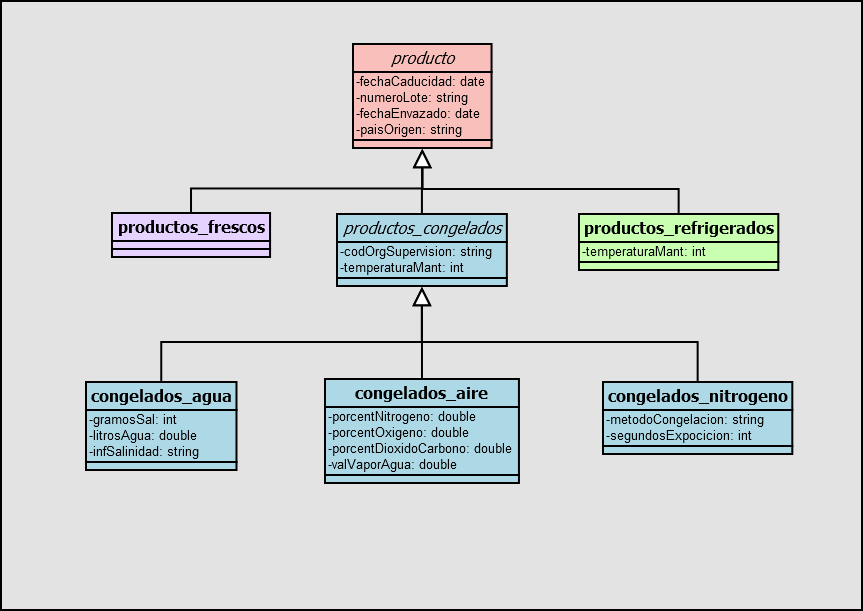 producto
-fechaCaducidad: date
-numeroLote: string
-fechaEnvazado: date
-paisOrigen: string
productos_frescos
productos_congelados
-codOrgSupervision: string
-temperaturaMant: int
productos_refrigerados
-temperaturaMant: int
congelados_agua
-gramosSal: int
-litrosAgua: double
-infSalinidad: string
congelados_aire
-porcentNitrogeno: double
-porcentOxigeno: double
-porcentDioxidoCarbono: double
-valVaporAgua: double
congelados_nitrogeno
-metodoCongelacion: string
-segundosExpocicion: int